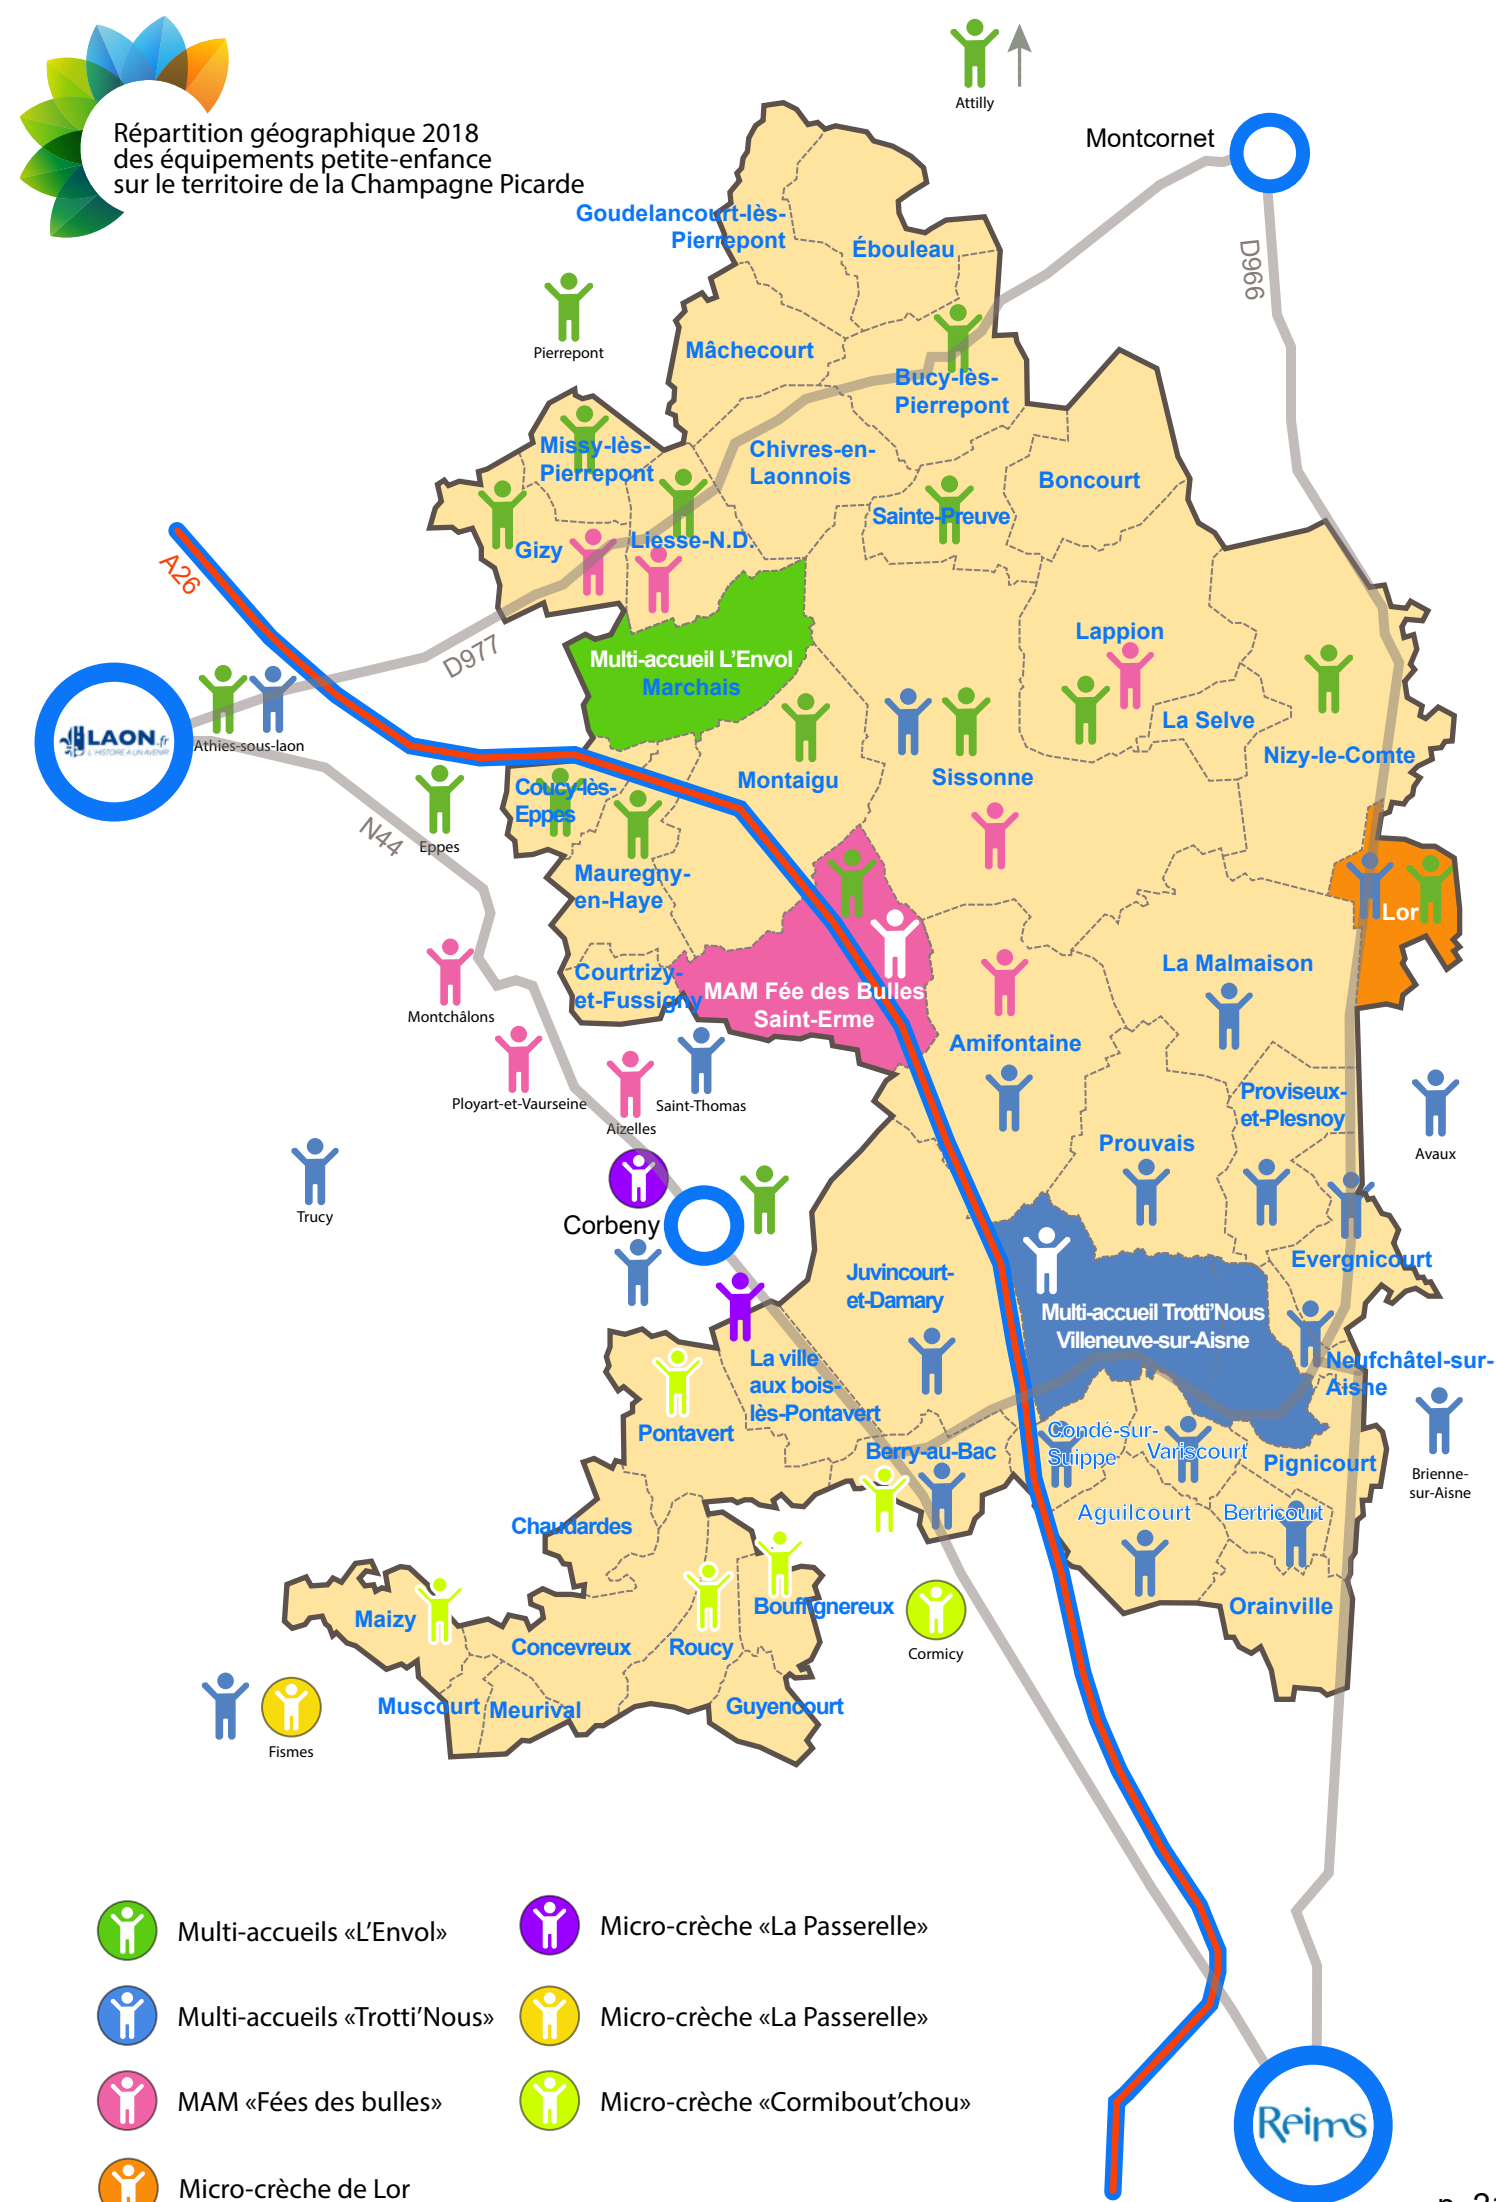 Répartition géographique 2018
des équipements petite-enfance
sur le territoire de la Champagne Picarde
Attilly
Montcornet
D966
Goudelancourt-lès-
Pierrepont
Ébouleau
Pierrepont
Mâchecourt
Bucy-lès-
Pierrepont
Missy-lès-
Pierrepont
Chivres-en-
Laonnois
Boncourt
Sainte-Preuve
Gizy
Liesse-N.D.
A26
D977
Multi-accueil L'Envol
Marchais
Lappion
La Selve
Nizy-le-Comte
LAON.fr
L'HISTOIRE A UN AVENIR
Athies-sous-laon
Montaigu
Sissonne
Coucy-lès-
Eppes
Eppes
N44
Mauregny-
en-Haye
Lor
Courtrizy-
et-Fussigny
MAM Fée des Bulles
Saint-Erme
La Malmaison
Montchâlons
Amifontaine
Ployart-et-Vaurseine
Aizelles
Saint-Thomas
Proviseux-
et-Plesnoy
Prouvais
Avaux
Trucy
Corbeny
Evergnicourt
Juvincourt-
et-Damary
Multi-accueil Trotti'Nous
Villeneuve-sur-Aisne
La ville
aux bois-
lès-Pontavert
Neufchâtel-sur-
Aisne
Pontavert
Berry-au-Bac
Condé-sur-
Suippe
Variscourt
Pignicourt
Brienne-
sur-Aisne
Chaudardes
Aguilcourt
Bertricourt
Maizy
Bouffignereux
Orainville
Concevreux
Roucy
Cormicy
Muscourt
Meurival
Guyencourt
Fismes
Multi-accueils «L'Envol»
Micro-crèche «La Passerelle»
Multi-accueils «Trotti'Nous»
Micro-crèche «La Passerelle»
MAM «Fées des bulles»
Micro-crèche «Cormibout'chou»
Reims
Micro-crèche de Lor